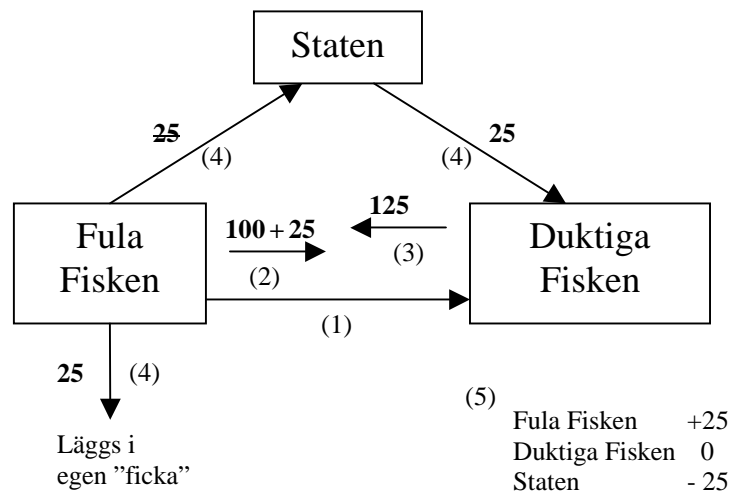 Staten
25
(4)
25
(4)
Fula
Fisken
100 + 25
(2)
125
(3)
Duktiga
Fisken
(1)
25
(4)
Läggs i
egen ”ficka”
(5)
Fula Fisken +25
Duktiga Fisken 0
Staten - 25